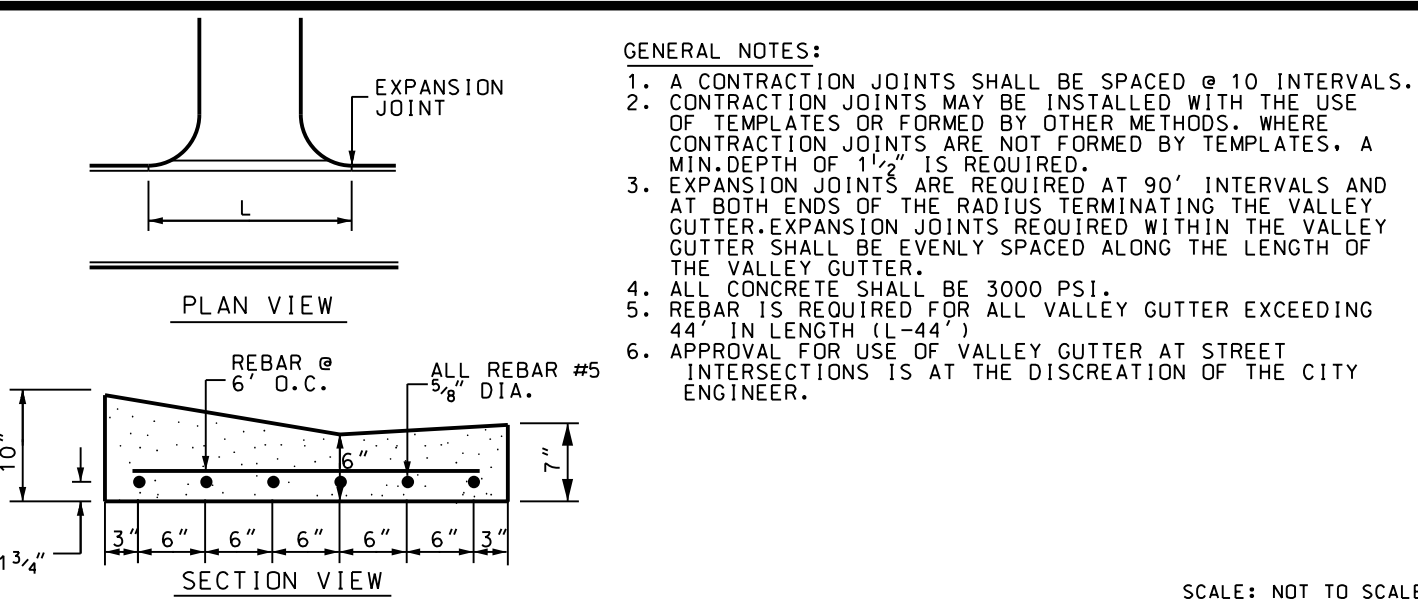 EXPANSION
JOINT
L
PLAN VIEW
REBAR @
6' O.C.
ALL REBAR #5
5/8" DIA.
10"
6"
7"
3" 6" 6" 6" 6" 6" 3"
1 3/4"
SECTION VIEW
GENERAL NOTES:
1. A CONTRACTION JOINTS SHALL BE SPACED @ 10 INTERVALS.
2. CONTRACTION JOINTS MAY BE INSTALLED WITH THE USE
OF TEMPLATES OR FORMED BY OTHER METHODS. WHERE
CONTRACTION JOINTS ARE NOT FORMED BY TEMPLATES, A
MIN.DEPTH OF 1 1/2" IS REQUIRED.
3. EXPANSION JOINTS ARE REQUIRED AT 90' INTERVALS AND
AT BOTH ENDS OF THE RADIUS TERMINATING THE VALLEY
GUTTER.EXPANSION JOINTS REQUIRED WITHIN THE VALLEY
GUTTER SHALL BE EVENLY SPACED ALONG THE LENGTH OF
THE VALLEY GUTTER.
4. ALL CONCRETE SHALL BE 3000 PSI.
5. REBAR IS REQUIRED FOR ALL VALLEY GUTTER EXCEEDING
44' IN LENGTH (L-44')
6. APPROVAL FOR USE OF VALLEY GUTTER AT STREET
INTERSECTIONS IS AT THE DISCREATION OF THE CITY
ENGINEER.
SCALE: NOT TO SCALE